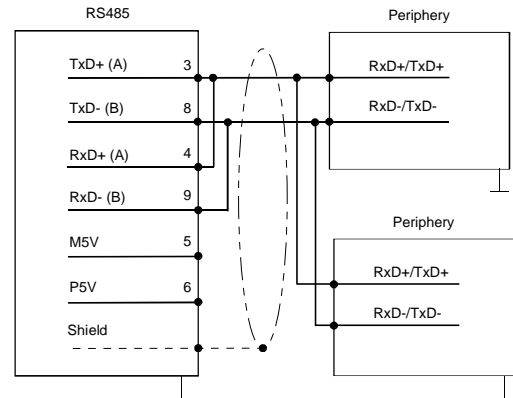 RS485
Periphery
TxD+ (A) 3
RxD+/TxD+
TxD- (B) 8
RxD-/TxD-
RxD+ (A) 4
RxD- (B) 9
Periphery
M5V 5
RxD+/TxD+
P5V 6
RxD-/TxD-
Shield